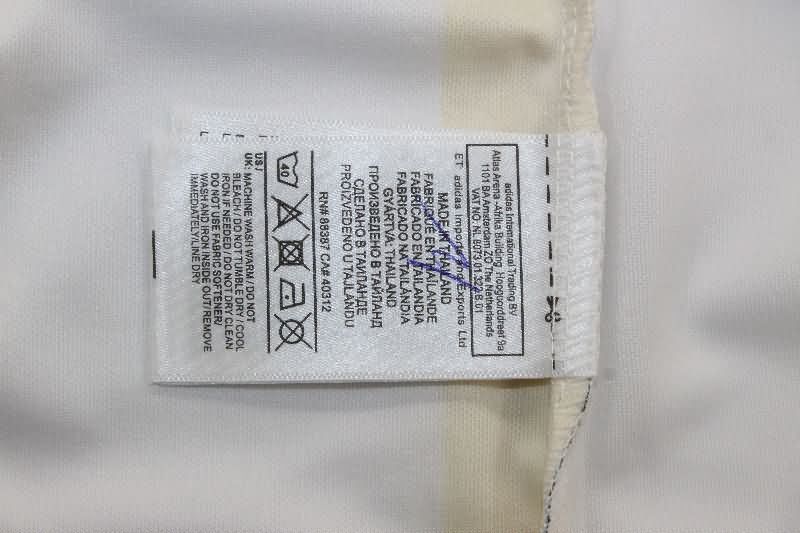 adidas International Trading BV
Atlas Arena -Afrika Building, Hoogoorddreef 9a
1101 BA Amsterdam ZO The Netherlands
VAT NO: NL 8073.01.327.B.01
ET adidas Imports and Exports Ltd
MADE IN THAILAND
FABRIQUÉ EN THAÏLANDE
FABRICADO EN TAILANDIA
FABRICADO NA TAILÂNDIA
GYÁRTVA: THAILAND
ПРОИЗВЕДЕНО В ТАЙЛАНД
СДЕЛАНО В ТАИЛАНДЕ
PROIZVEDENO U TAJLANDU
RN# 88387 CA# 40312
40
US /
UK: MACHINE WASH WARM / DO NOT
BLEACH / DO NOT TUMBLE DRY / COOL
IRON IF NEEDED / DO NOT DRY CLEAN
DO NOT USE FABRIC SOFTENER/
WASH AND IRON INSIDE OUT/REMOVE
IMMEDIATELY/LINE DRY